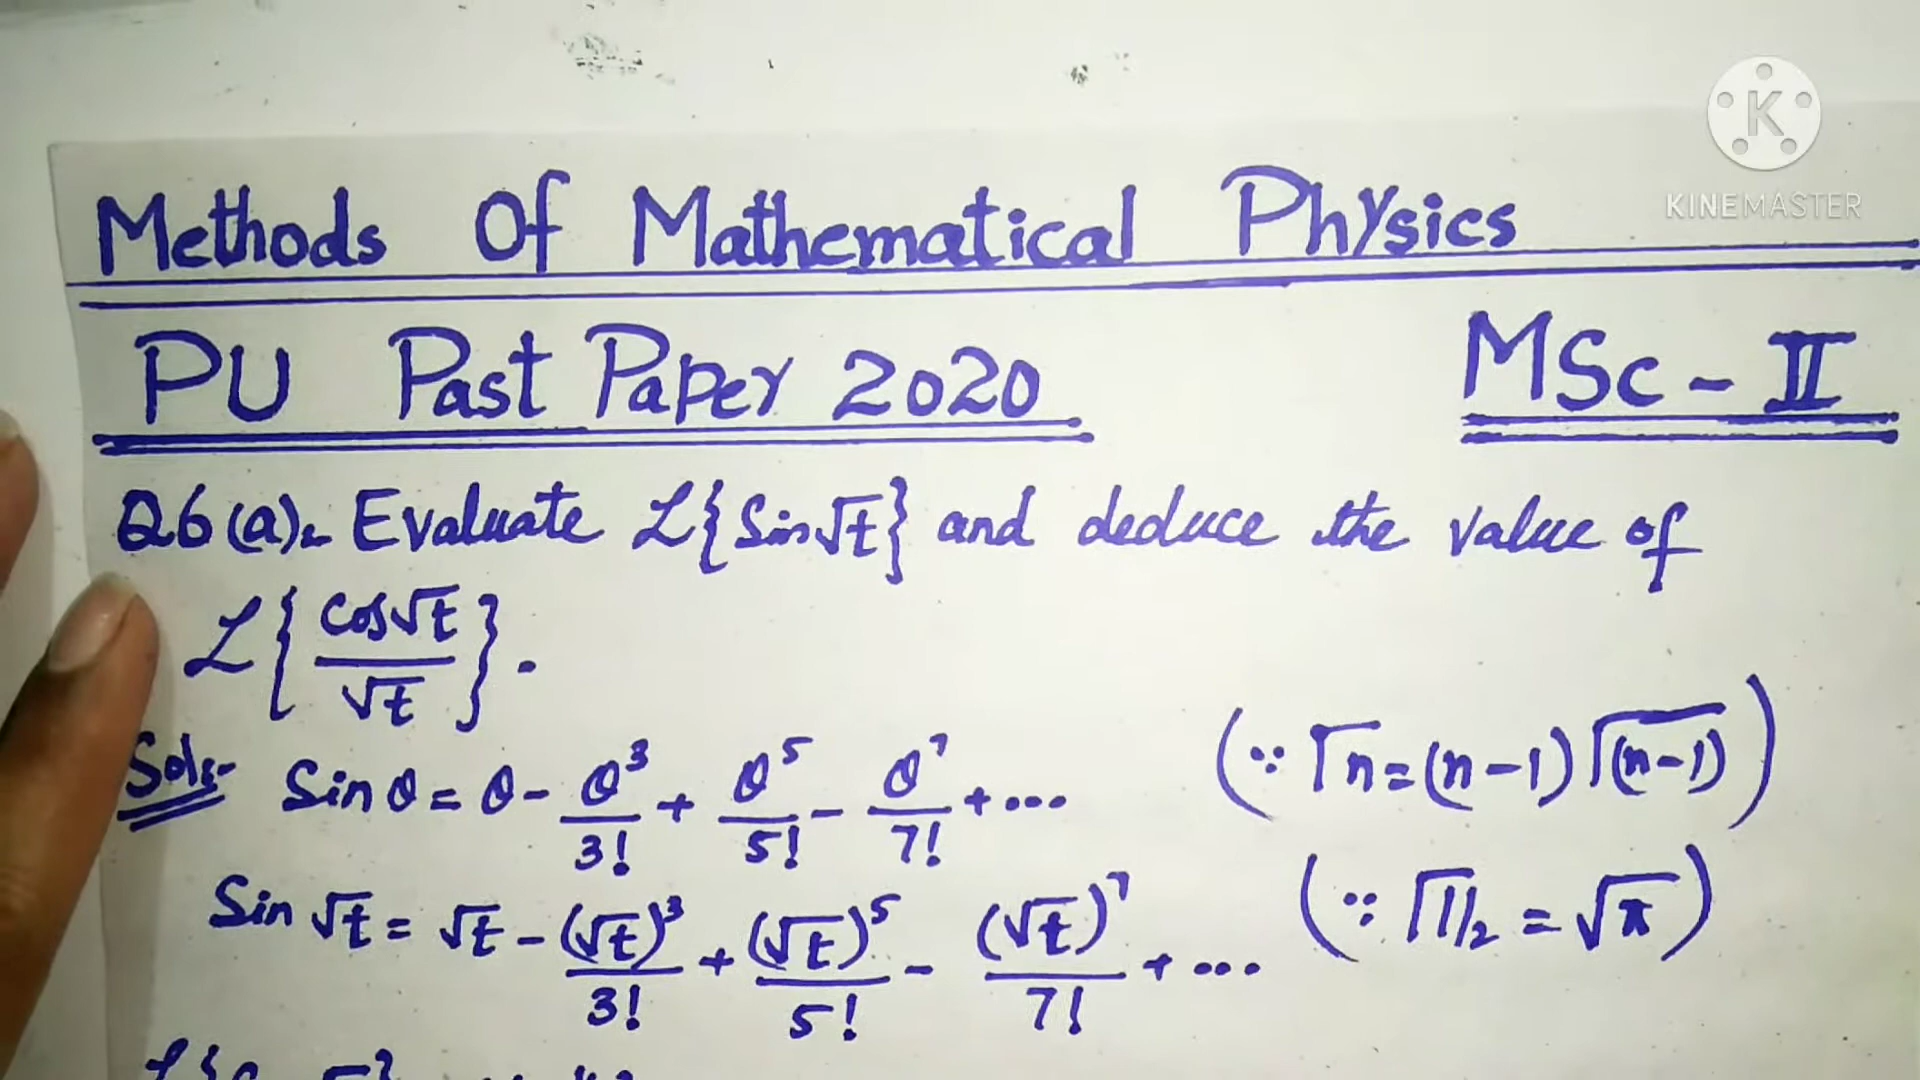 KINEMASTER
Methods Of Mathematical Physics
PU Past Paper 2020
MSc - II
Q6(a):- Evaluate L{Sin√t} and deduce the value of
L{cos√t/√t}.
Sol:- Sin θ = θ - θ³/3! + θ⁵/5! - θ⁷/7! + ...
(∵ Γn = (n-1)Γ(n-1))
Sin √t = √t - (√t)³/3! + (√t)⁵/5! - (√t)⁷/7! + ...
(∵ Γ1/2 = √π)